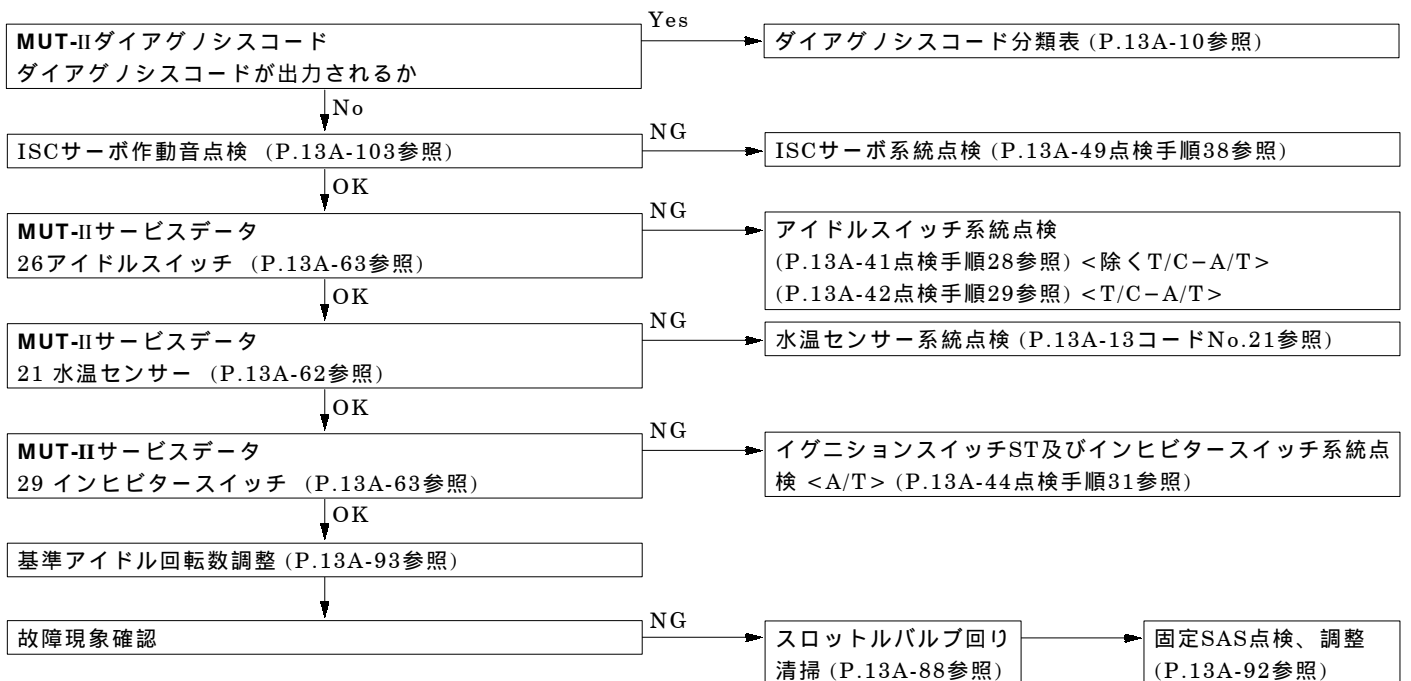 MUT-IIダイアグノシスコード
ダイアグノシスコードが出力されるか
Yes
ダイアグノシスコード分類表 (P.13A-10参照)
No
ISCサーボ作動音点検 (P.13A-103参照)
NG
ISCサーボ系統点検 (P.13A-49点検手順38参照)
OK
MUT-IIサービスデータ
26アイドルスイッチ (P.13A-63参照)
NG
アイドルスイッチ系統点検
(P.13A-41点検手順28参照) <除くT/C−A/T>
(P.13A-42点検手順29参照) <T/C−A/T>
OK
MUT-IIサービスデータ
21 水温センサー (P.13A-62参照)
NG
水温センサー系統点検 (P.13A-13コードNo.21参照)
OK
MUT-IIサービスデータ
29 インヒビタースイッチ (P.13A-63参照)
NG
イグニションスイッチST及びインヒビタースイッチ系統点
検 <A/T> (P.13A-44点検手順31参照)
OK
基準アイドル回転数調整 (P.13A-93参照)
故障現象確認
NG
スロットルバルブ回り
清掃 (P.13A-88参照)
固定SAS点検、調整
(P.13A-92参照)